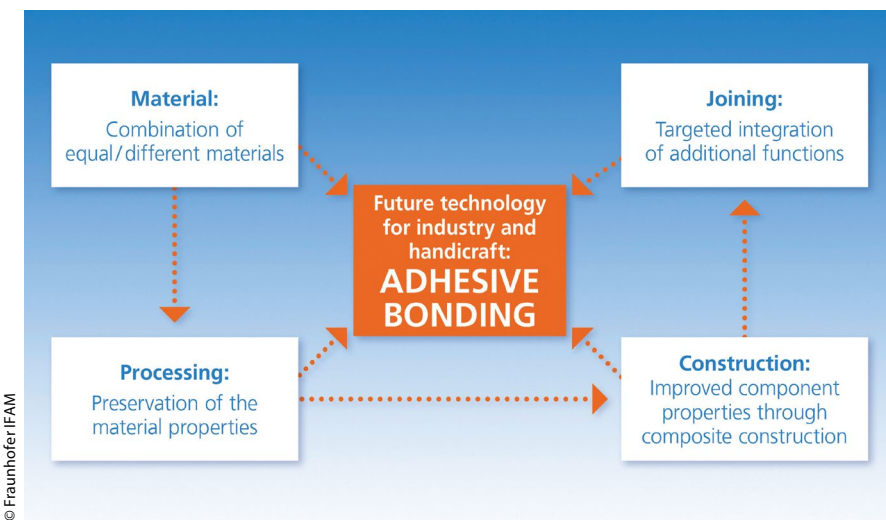 Material:
Combination of
equal/different materials
Joining:
Targeted integration
of additional functions
Future technology
for industry and
handicraft:
ADHESIVE
BONDING
Processing:
Preservation of the
material properties
Construction:
Improved component
properties through
composite construction
© Fraunhofer IFAM